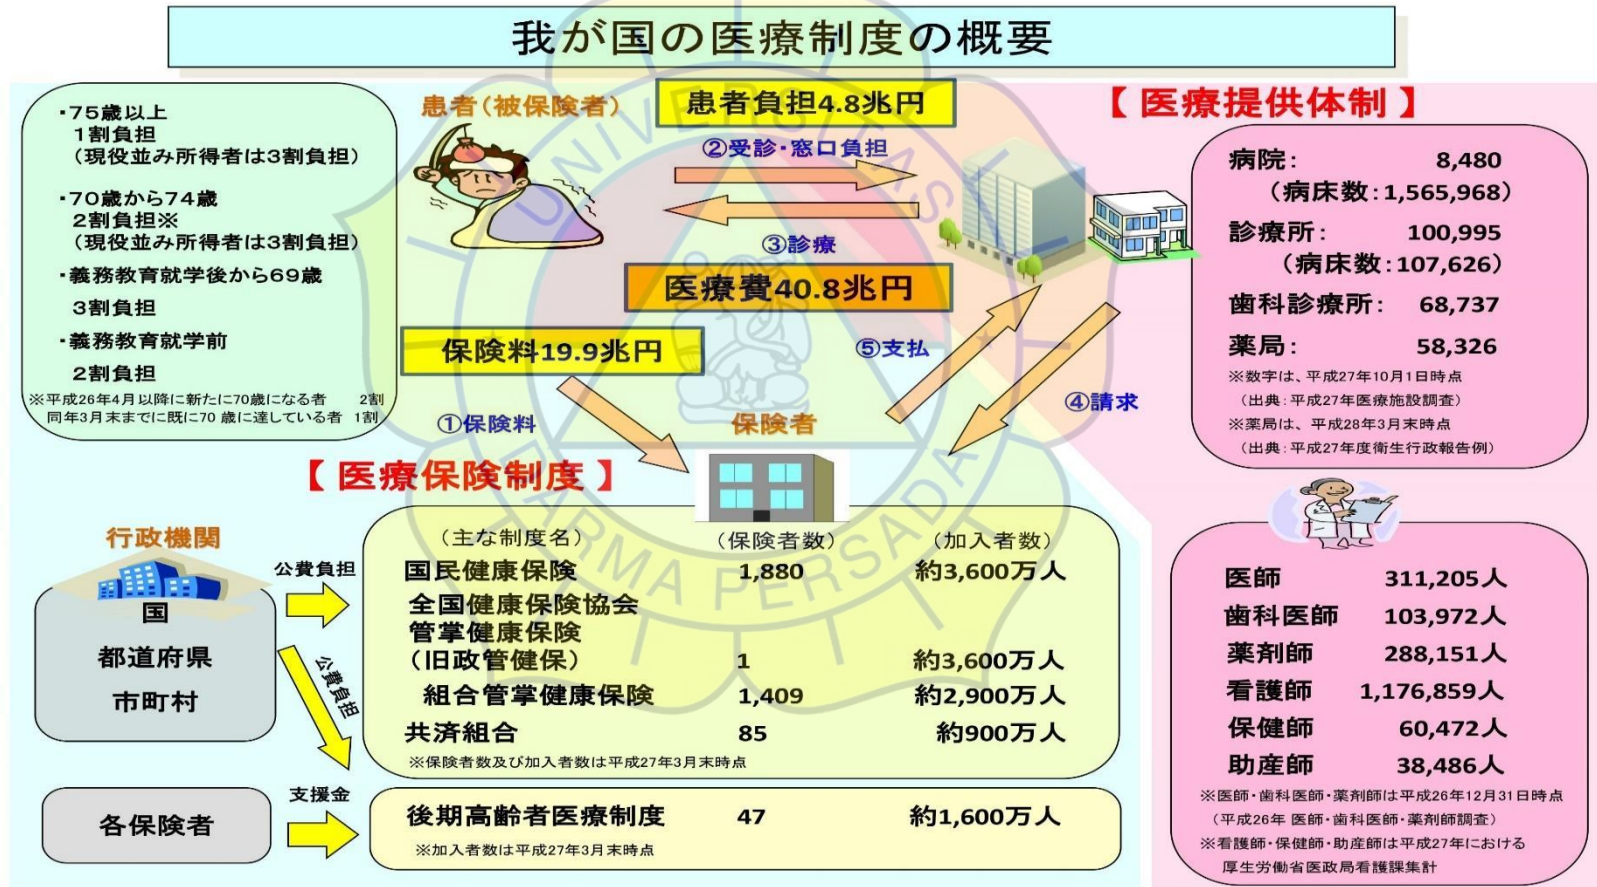 我が国の医療制度の概要
・75歳以上
1割負担
（現役並み所得者は3割負担）
・70歳から74歳
2割負担※
（現役並み所得者は3割負担）
・義務教育就学後から69歳
3割負担
・義務教育就学前
2割負担
※平成26年4月以降に新たに70歳になる者 2割
同年3月末までに既に70 歳に達している者 1割
患者（被保険者）
患者負担4.8兆円
②受診・窓口負担
③診療
医療費40.8兆円
保険料19.9兆円
⑤支払
④請求
①保険料
保険者
【 医療提供体制 】
病院： 8,480
（病床数：1,565,968）
診療所： 100,995
（病床数：107,626）
歯科診療所： 68,737
薬局： 58,326
※数字は、平成27年10月1日時点
（出典：平成27年医療施設調査）
※薬局は、平成28年3月末時点
（出典：平成27年度衛生行政報告例）
【 医療保険制度 】
行政機関
国
都道府県
市町村
公費負担
公費負担
（主な制度名） （保険者数） （加入者数）
国民健康保険 1,880 約3,600万人
全国健康保険協会
管掌健康保険
（旧政管健保） 1 約3,600万人
組合管掌健康保険 1,409 約2,900万人
共済組合 85 約900万人
※保険者数及び加入者数は平成27年3月末時点
各保険者
支援金
後期高齢者医療制度 47 約1,600万人
※加入者数は平成27年3月末時点
医師 311,205人
歯科医師 103,972人
薬剤師 288,151人
看護師 1,176,859人
保健師 60,472人
助産師 38,486人
※医師・歯科医師・薬剤師は平成26年12月31日時点
（平成26年 医師・歯科医師・薬剤師調査）
※看護師・保健師・助産師は平成27年における
厚生労働省医政局看護課集計
UNIVERSITAS
DARMA PERSADA